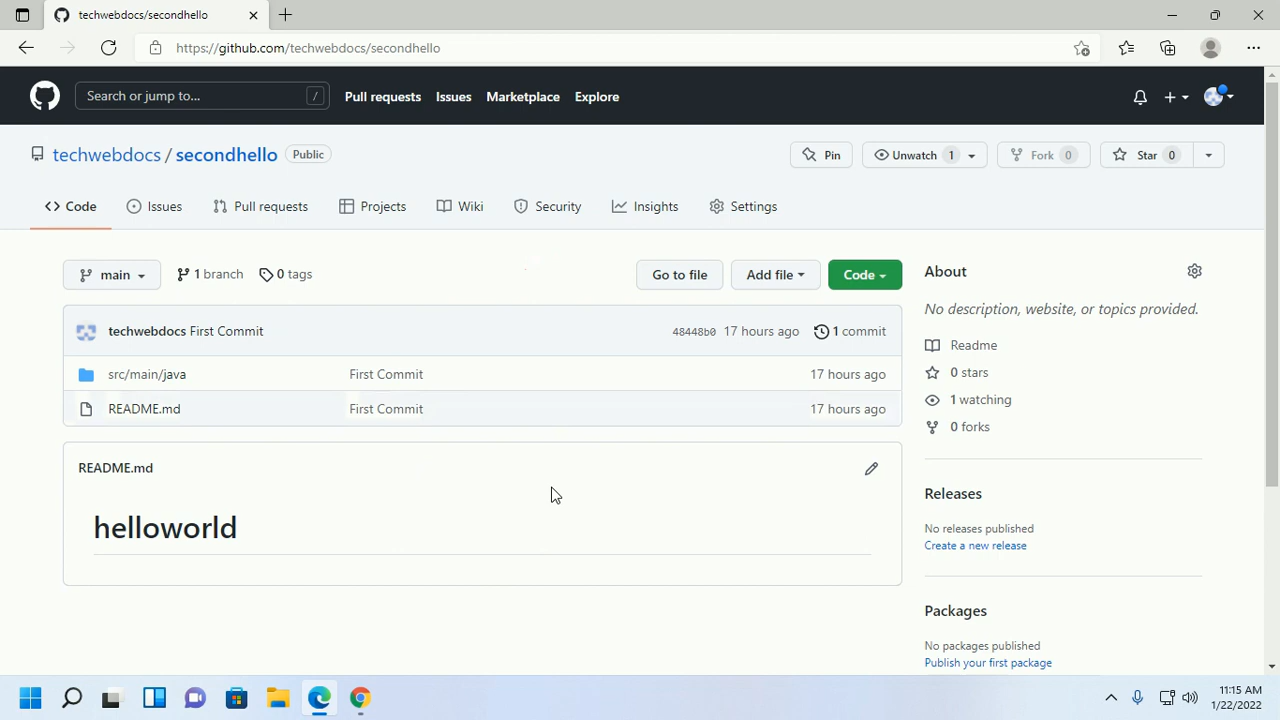 techwebdocs/secondhello
https://github.com/techwebdocs/secondhello
Search or jump to... / Pull requests Issues Marketplace Explore
techwebdocs / secondhello Public Pin Unwatch 1 Fork 0 Star 0
Code Issues Pull requests Projects Wiki Security Insights Settings
main 1 branch 0 tags Go to file Add file Code
techwebdocs First Commit 48448b0 17 hours ago 1 commit
src/main/java First Commit 17 hours ago
README.md First Commit 17 hours ago
README.md
helloworld
About
No description, website, or topics provided.
Readme
0 stars
1 watching
0 forks
Releases
No releases published
Create a new release
Packages
No packages published
Publish your first package
11:15 AM
1/22/2022